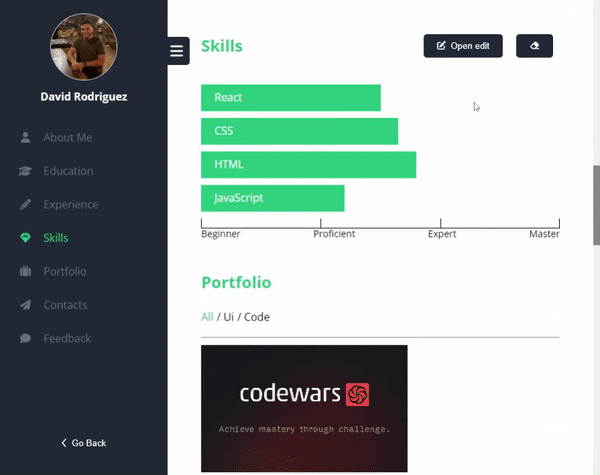 David Rodriguez
About Me
Education
Experience
Skills
Portfolio
Contacts
Feedback
Go Back
Skills
Open edit
React
CSS
HTML
JavaScript
Beginner Proficient Expert Master
Portfolio
All / Ui / Code
codewars
Achieve mastery through challenge.